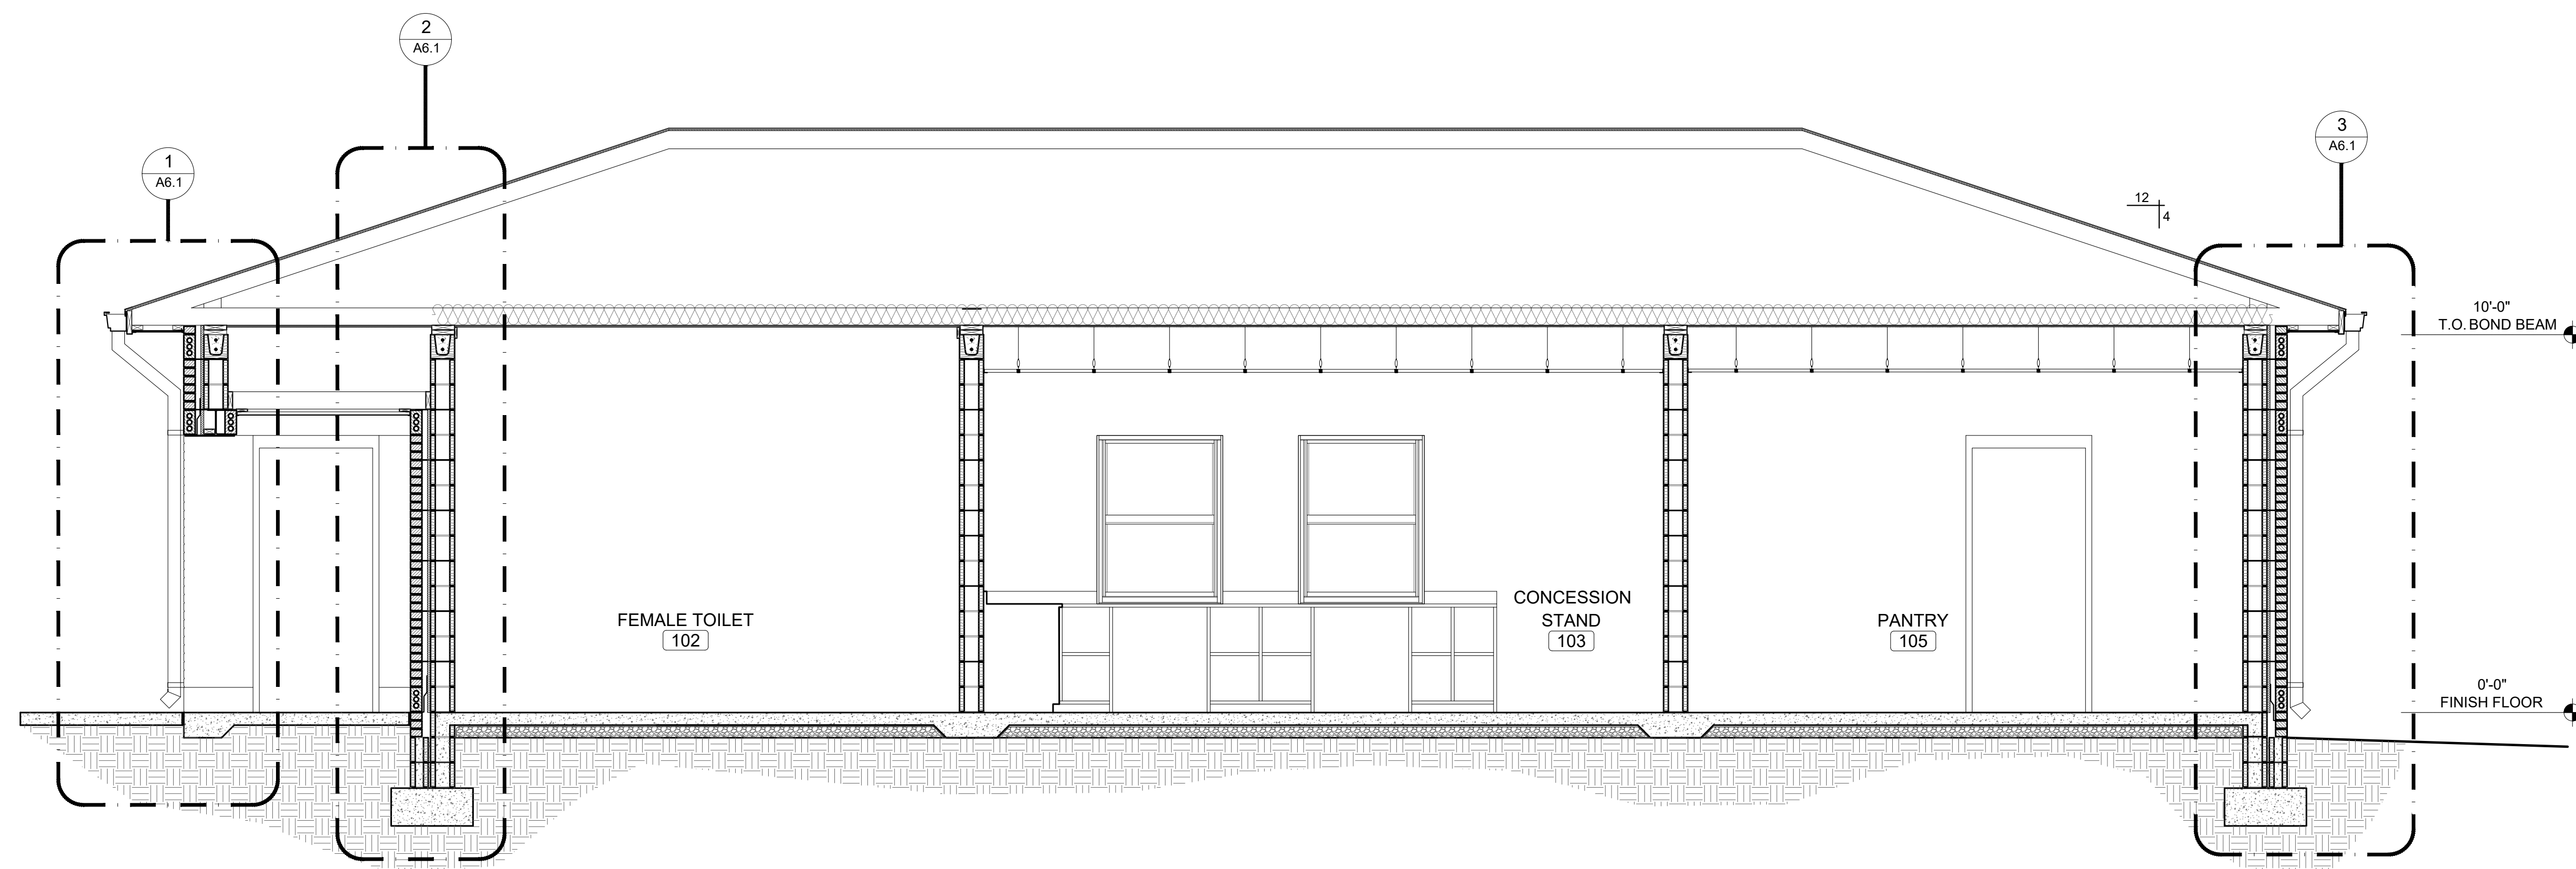 2
A6.1
3
A6.1
1
A6.1
12
4
10'-0"
T.O. BOND BEAM
CONCESSION
STAND
103
FEMALE TOILET
102
PANTRY
105
0'-0"
FINISH FLOOR